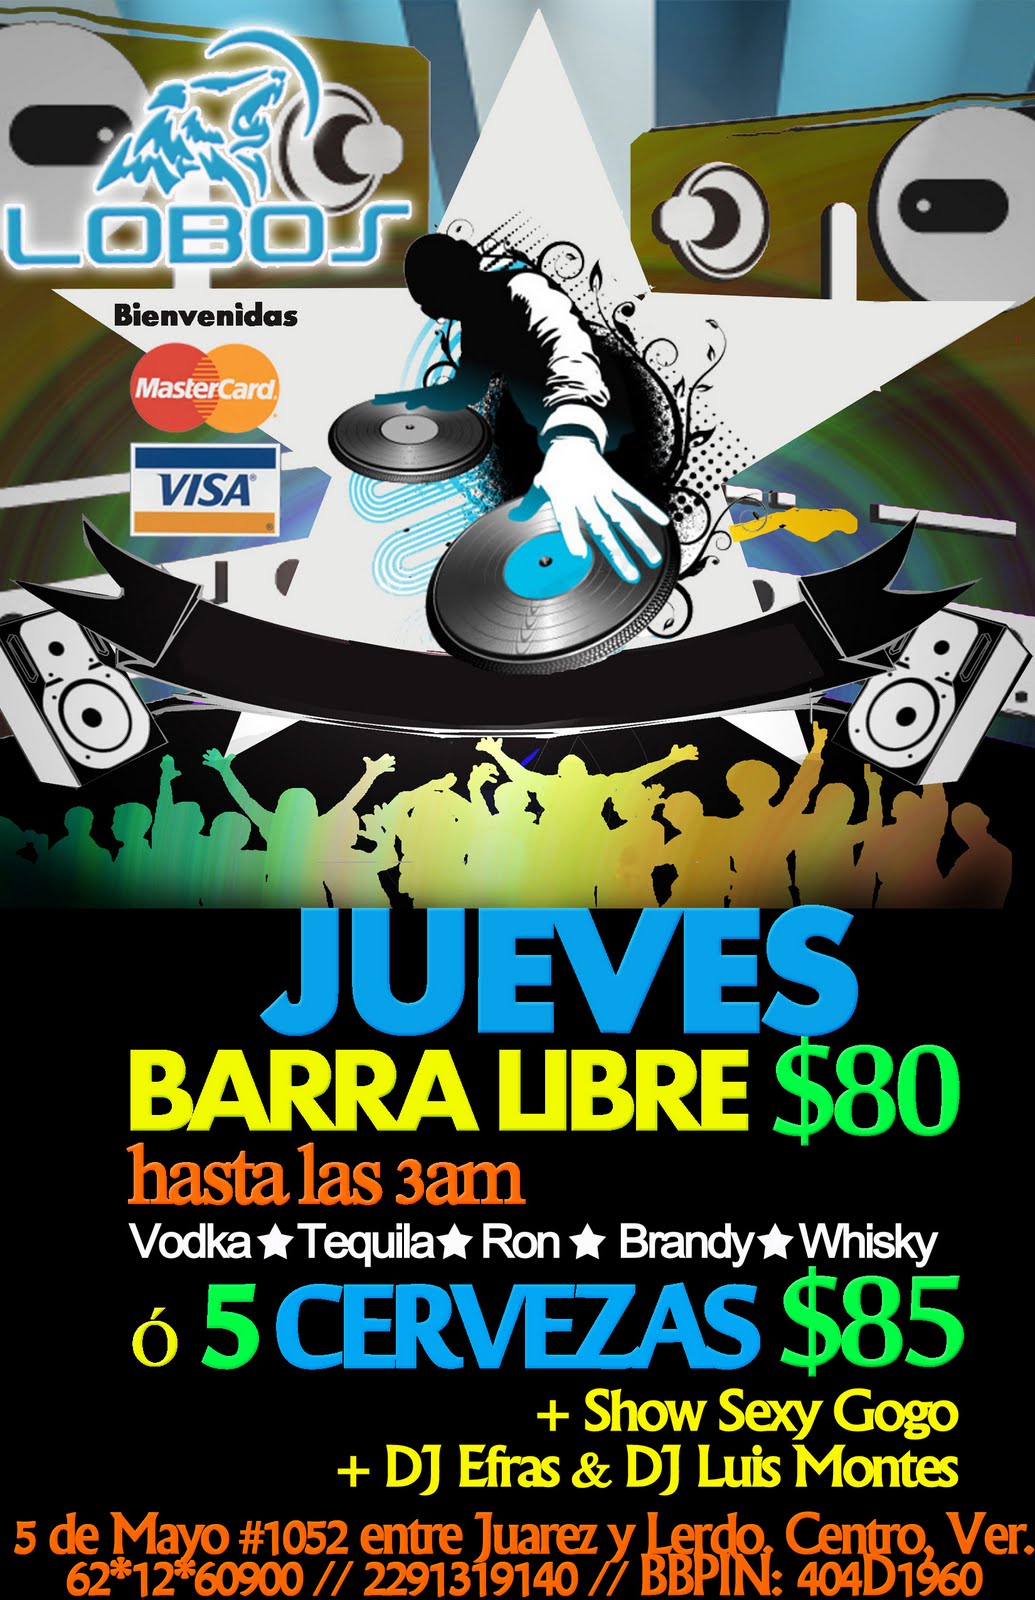 LOBOS
Bienvenidas
MasterCard
VISA
JUEVES
BARRA LIBRE $80
hasta las 3am
Vodka★Tequila★Ron★Brandy★Whisky
ó 5 CERVEZAS $85
+ Show Sexy Gogo
+ DJ Efras & DJ Luis Montes
5 de Mayo #1052 entre Juarez y Lerdo. Centro, Ver.
62*12*60900 // 2291319140 // BBPIN: 404D1960